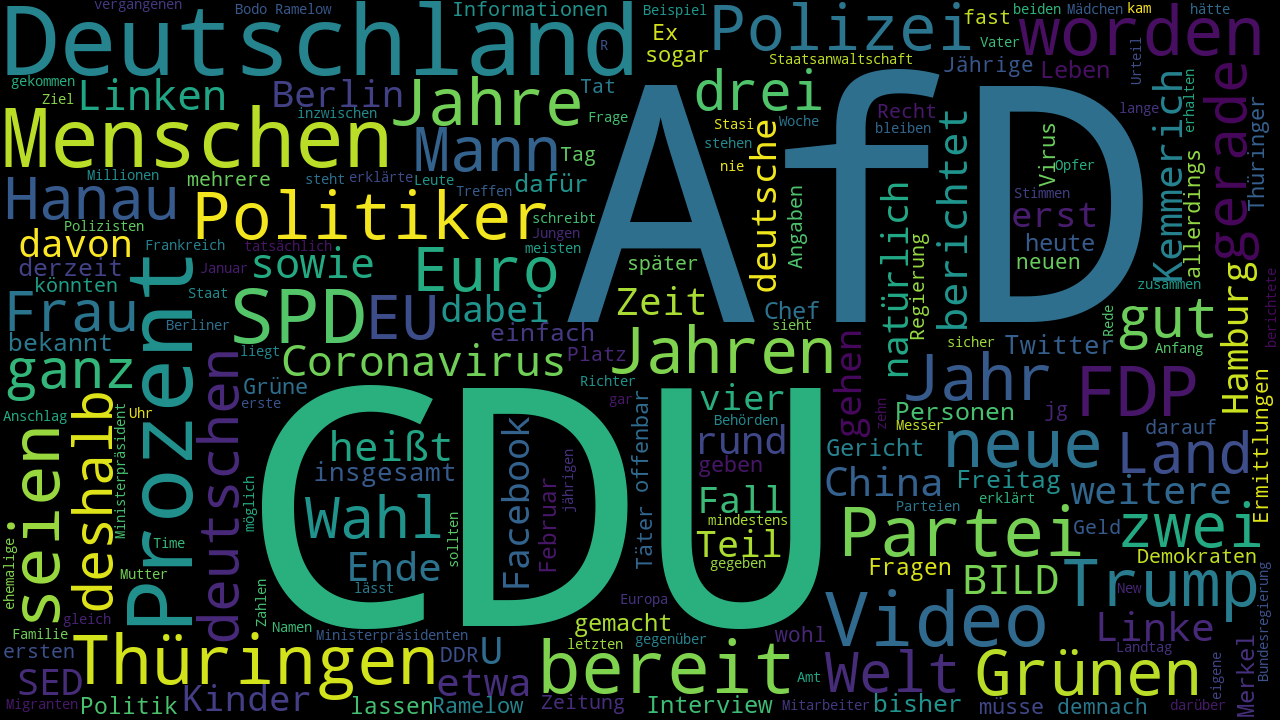 vergangenen
Bodo Ramelow
Informationen
Beispiel
fast
beiden
Mädchen
kam
hätte
Deutschland
R
Ex
sogar
Polizei
Staatsanwaltschaft
Vater
worden
gekommen
Ziel
Linken
Berlin
inzwischen
Jahre
Tat
Frage
drei
Jährige
Leben
Urteil
Kemmerich
erhalten
lange
gerade
Thüringer
Menschen
Mann
Tag
AfD
Stasi
Woche
stehen
nie
Recht
bleiben
Virus
Opfer
Millionen
mehrere
steht
erklärte
Leute
Treffen
dafür
deutsche
Angaben
natürlich
berichtet
Stimmen
erst
heute
neuen
allerdings
Hanau
Polizisten
Politiker
schreibt
Jungen
meisten
davon
Frankreich
tatsächlich
derzeit
könnten
Januar
sowie
Euro
später
Regierung
zusammen
berichtete
Staat
Frau
Berliner
SPD
EU
dabei
Zeit
Chef
sieht
Rede
gut
Hamburg
bekannt
Prozent
liegt
einfach
sicher
Twitter
Anfang
ganz
deutschen
Grüne
erste
Coronavirus
Platz
Richter
Jahren
gehen
Jahr
FDP
Anschlag
Uhr
deshalb
Ministerpräsident
CDU
gar
vier
Behörden
zehn
Personen
Messer
jg
darauf
Ermittlungen
seien
heißt
insgesamt
Facebook
Februar
jährigen
offenbar
Täter
rund
geben
Gericht
neue
Land
möglich
Wahl
Fall
mindestens
China
Freitag
erklärt
weitere
Time
Ende
lässt
sollten
Teil
gegeben
Parteien
Partei
Geld
zwei
ehemalige
Mutter
Zahlen
Fragen
BILD
Demokraten
Trump
New
Bundesregierung
gleich
Familie
Namen
Europa
gemacht
Video
Linke
Landtag
ersten
Thüringen
Ministerpräsidenten
DDR
U
letzten
gegenüber
wohl
Merkel
eigene
SED
etwa
bereit
Amt
Welt
Grünen
Migranten
Politik
Kinder
lassen
Ramelow
Zeitung
Interview
Mitarbeiter
bisher
müsse
demnach
darüber